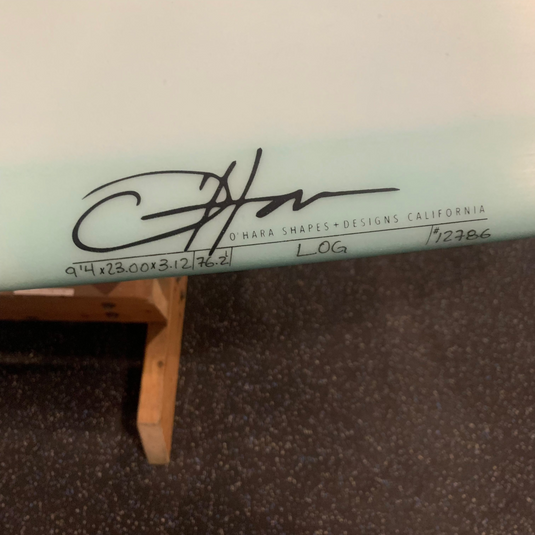 O'HARA SHAPES + DESIGNS CALIFORNIA
9'4 x 23.00 x 3.12 76.2 LOG #12786